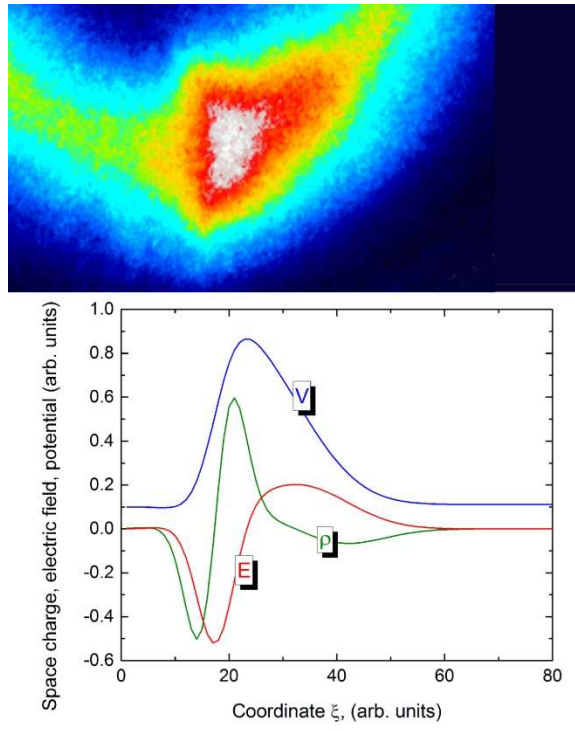 Space charge, electric field, potential (arb. units)
1.0
0.8
0.6
0.4
0.2
0.0
-0.2
-0.4
-0.6
V
ρ
E
0
20
40
60
80
Coordinate ξ, (arb. units)